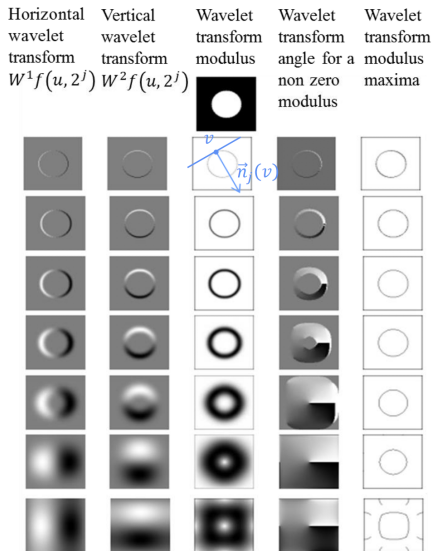 Horizontal
wavelet
transform
W¹f(u, 2ʲ)
Vertical
wavelet
transform
W²f(u, 2ʲ)
Wavelet
transform
modulus
Wavelet
transform
angle for a
non zero
modulus
Wavelet
transform
modulus
maxima
v
n⃗ⱼ(v)